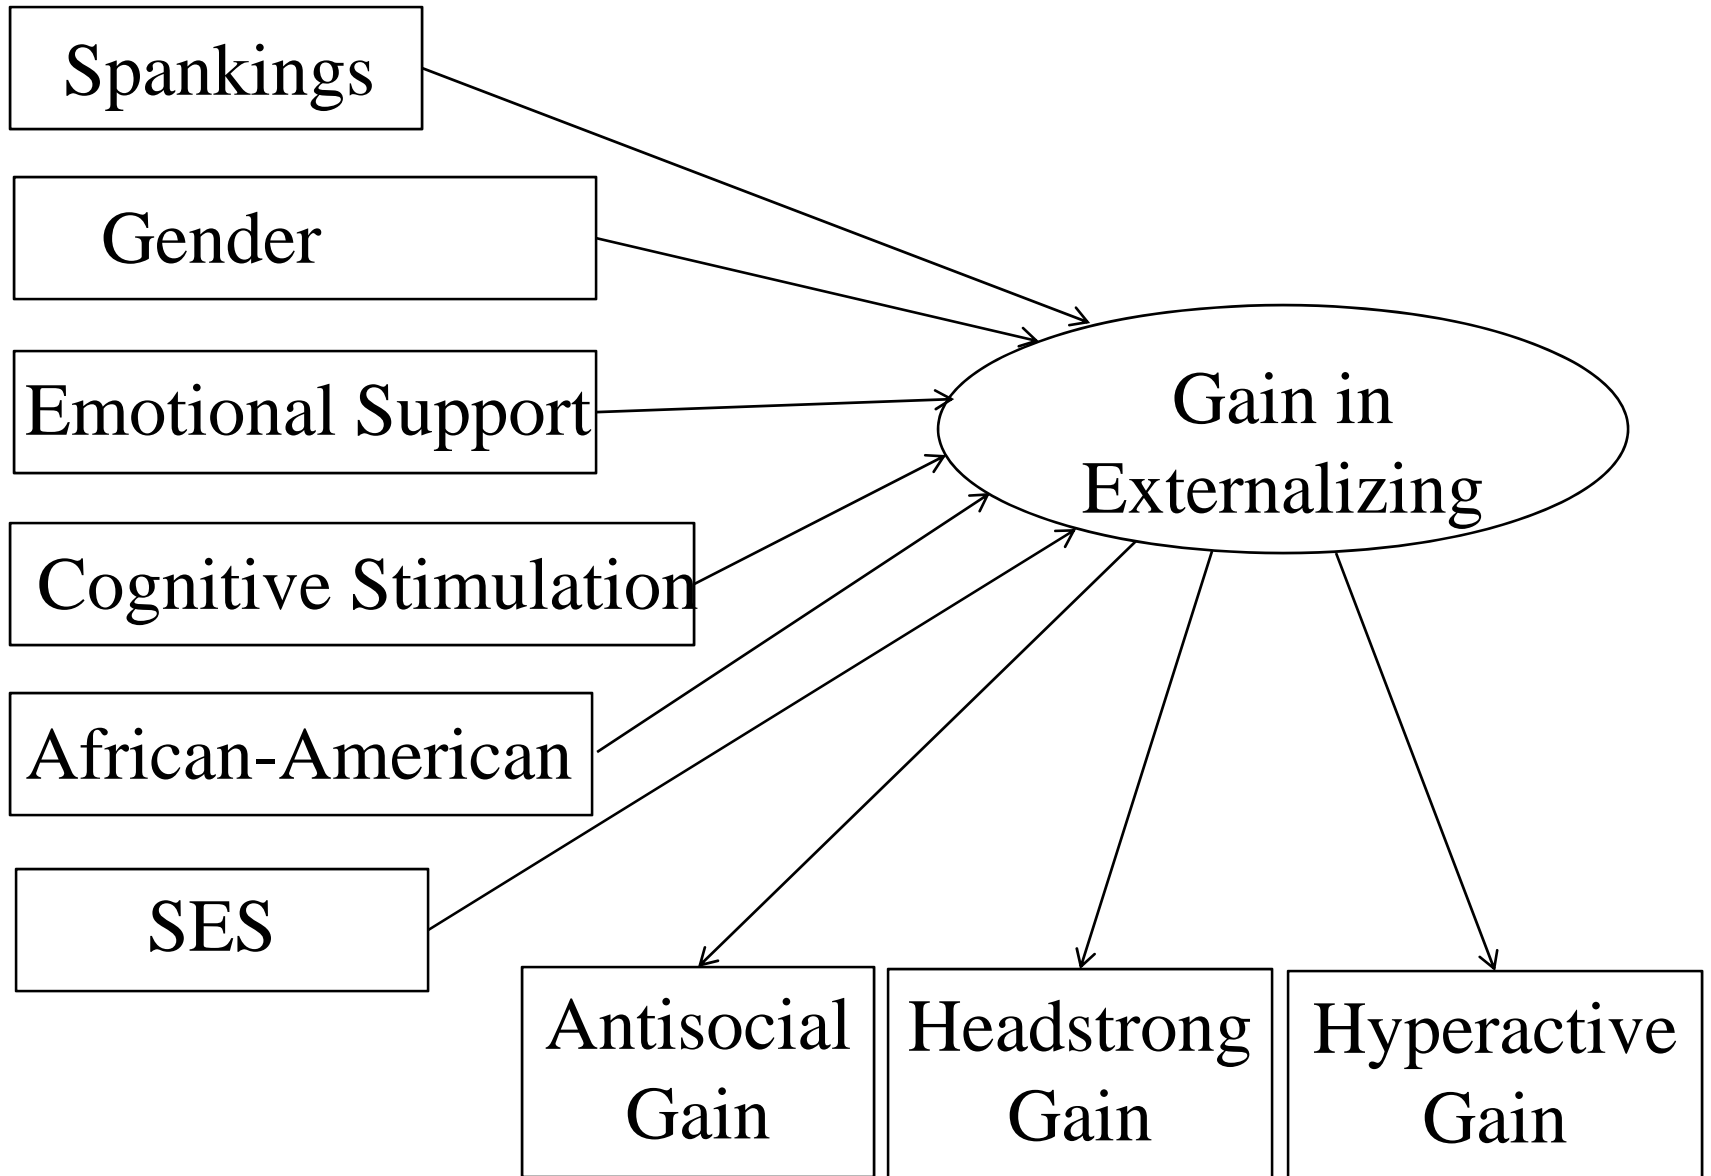 Spankings
Gender
Emotional Support
Gain in
Externalizing
Cognitive Stimulation
African-American
SES
Antisocial
Gain
Headstrong
Gain
Hyperactive
Gain